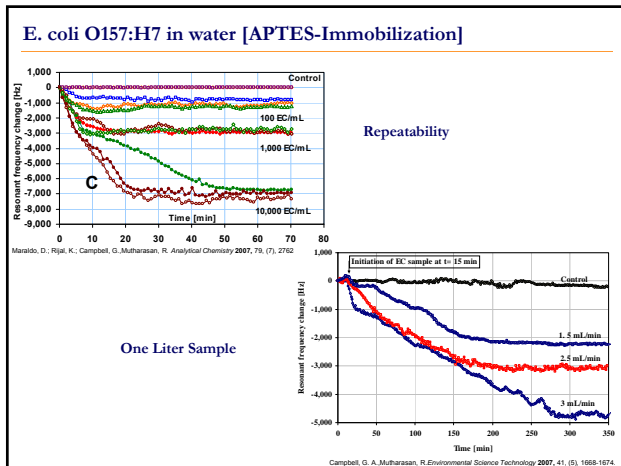 E. coli O157:H7 in water [APTES-Immobilization]
Resonant frequency change [Hz]
1,000
0
-1,000
-2,000
-3,000
-4,000
-5,000
-6,000
-7,000
-8,000
-9,000
Control
100 EC/mL
1,000 EC/mL
C
10,000 EC/mL
Time [min]
0 10 20 30 40 50 60 70 80
Maraldo, D.; Rijal, K.; Campbell, G.,Mutharasan, R. Analytical Chemistry 2007, 79, (7), 2762
Repeatability
One Liter Sample
Resonant frequency change [Hz]
1,000
0
-1,000
-2,000
-3,000
-4,000
-5,000
Initiation of EC sample at t= 15 min
Control
1. 5 mL/min
2.5 mL/min
3 mL/min
0 50 100 150 200 250 300 350
Time [min]
Campbell, G. A.,Mutharasan, R.Environmental Science Technology 2007, 41, (5), 1668-1674.